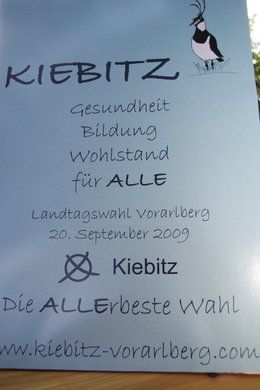 KIEBITZ
Gesundheit
Bildung
Wohlstand
für ALLE
Landtagswahl Vorarlberg
20. September 2009
Kiebitz
Die ALLErbeste Wahl
www.kiebitz-vorarlberg.com